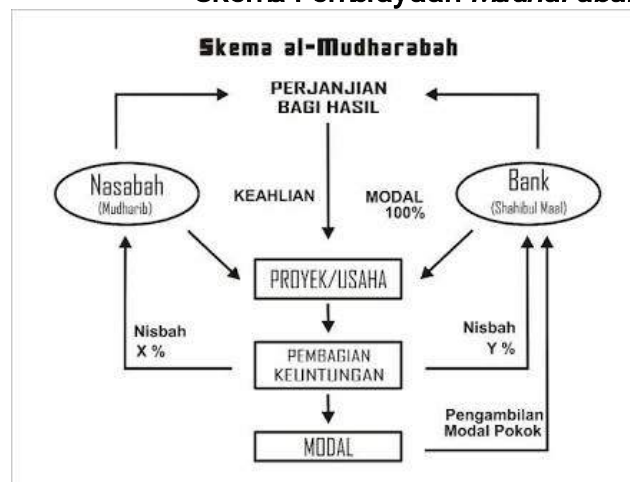 Skema al-Mudharabah
PERJANJIAN
BAGI HASIL
Nasabah
(Mudharib)
KEAHLIAN
MODAL
100%
Bank
(Shahibul Maal)
PROYEK/USAHA
Nisbah
X %
PEMBAGIAN
KEUNTUNGAN
Nisbah
Y %
MODAL
Pengambilan
Modal Pokok